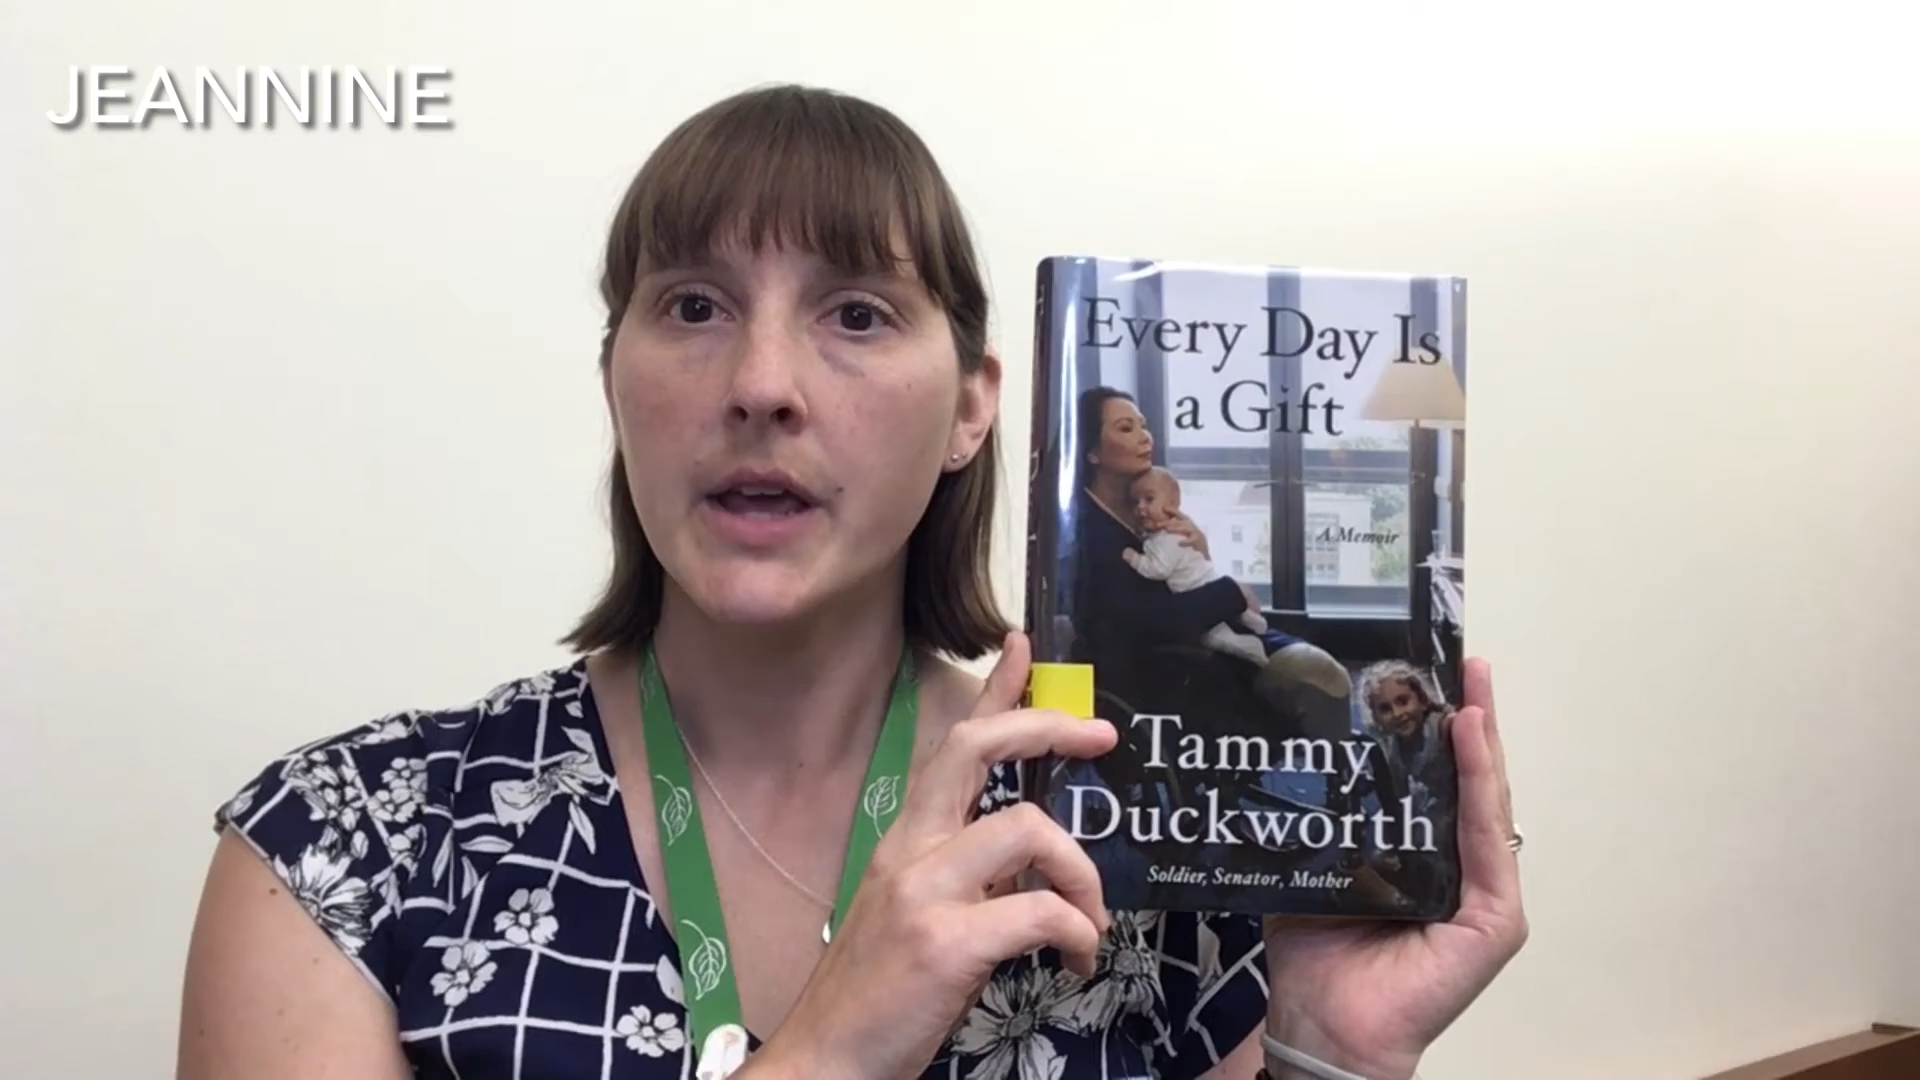 JEANNINE
Every Day Is
a Gift
A Memoir
Tammy
Duckworth
Soldier, Senator, Mother